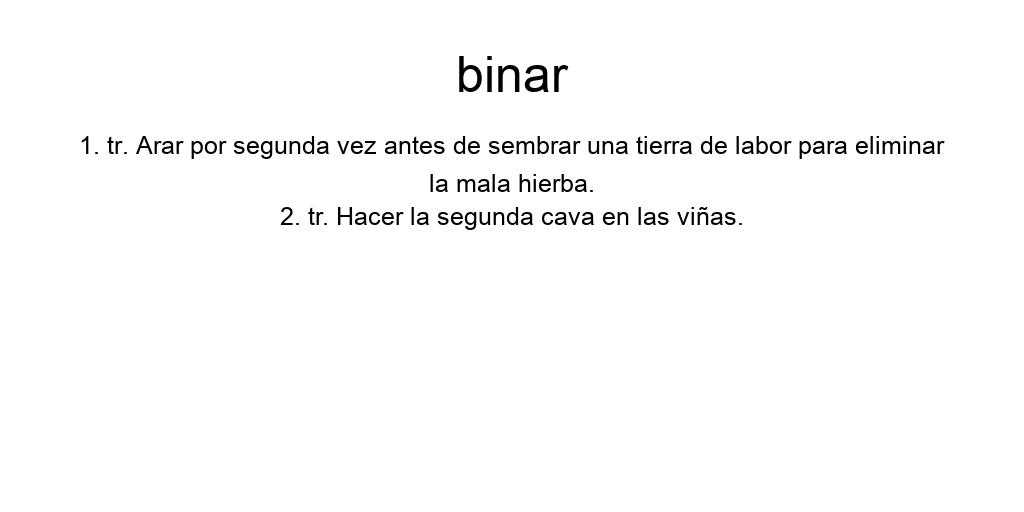 binar
1. tr. Arar por segunda vez antes de sembrar una tierra de labor para eliminar
la mala hierba.
2. tr. Hacer la segunda cava en las viñas.